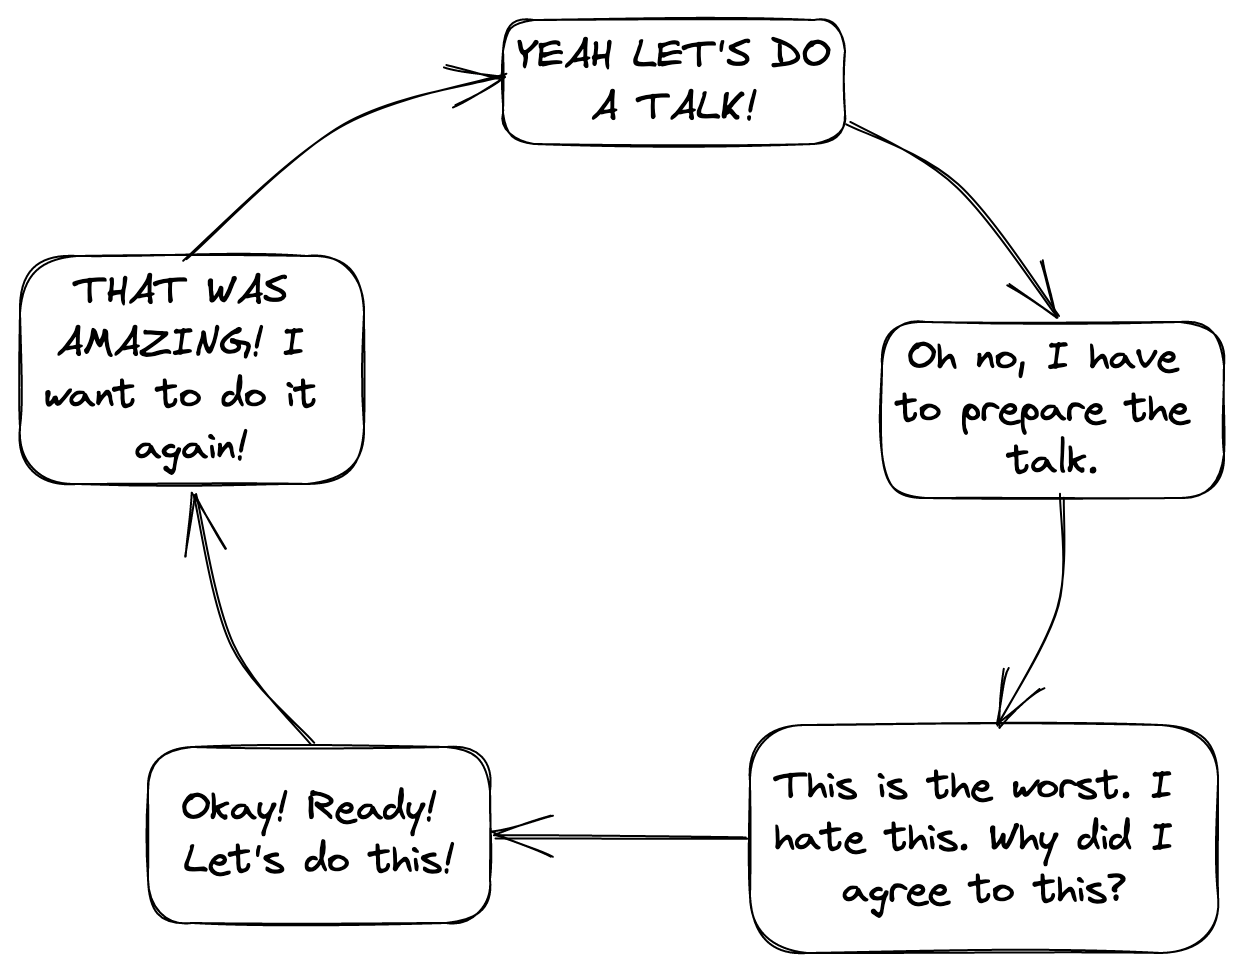 YEAH LET'S DO
A TALK!
Oh no, I have
to prepare the
talk.
This is the worst. I
hate this. Why did I
agree to this?
Okay! Ready!
Let's do this!
THAT WAS
AMAZING! I
want to do it
again!